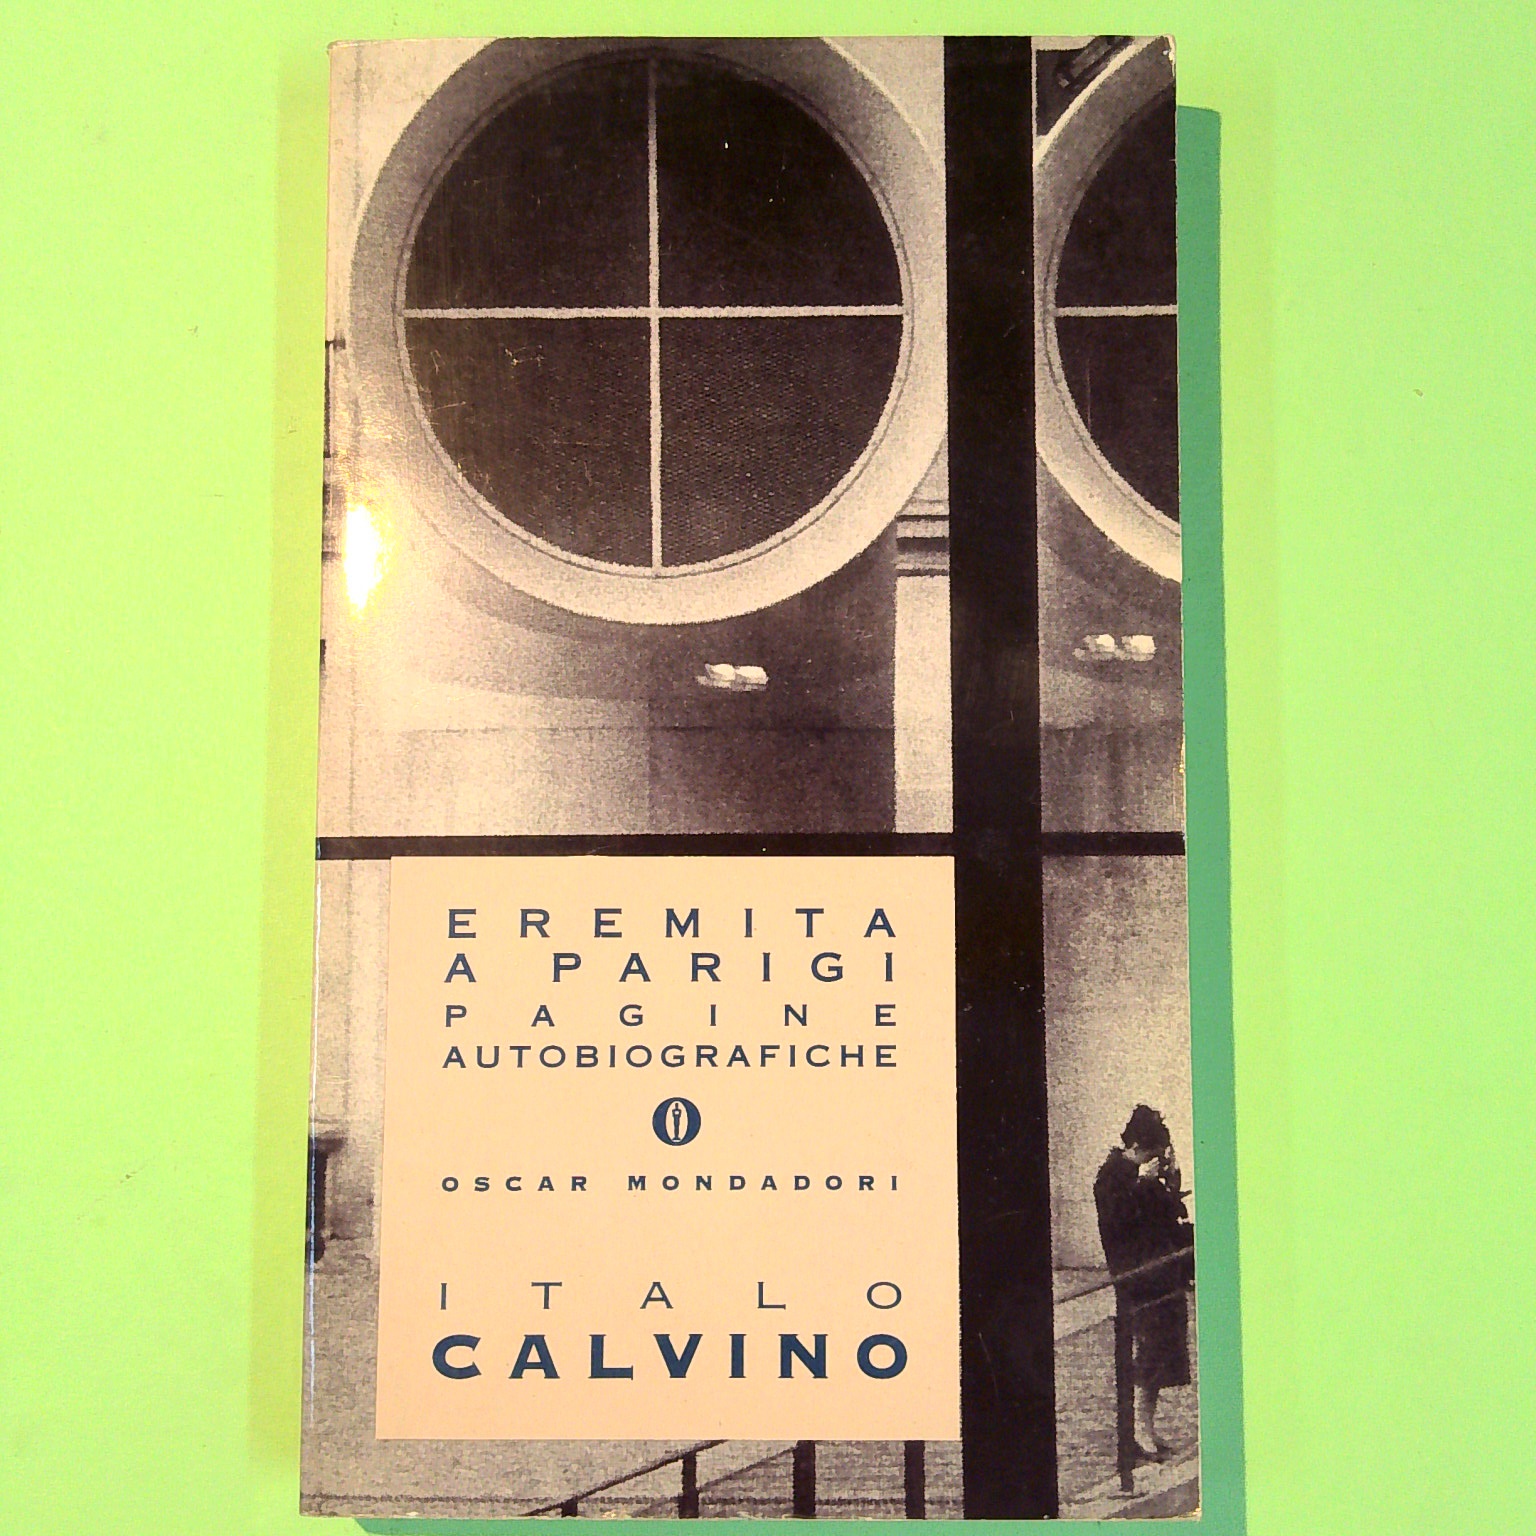 EREMITA
A PARIGI
PAGINE
AUTOBIOGRAFICHE
OSCAR MONDADORI
ITALO
CALVINO